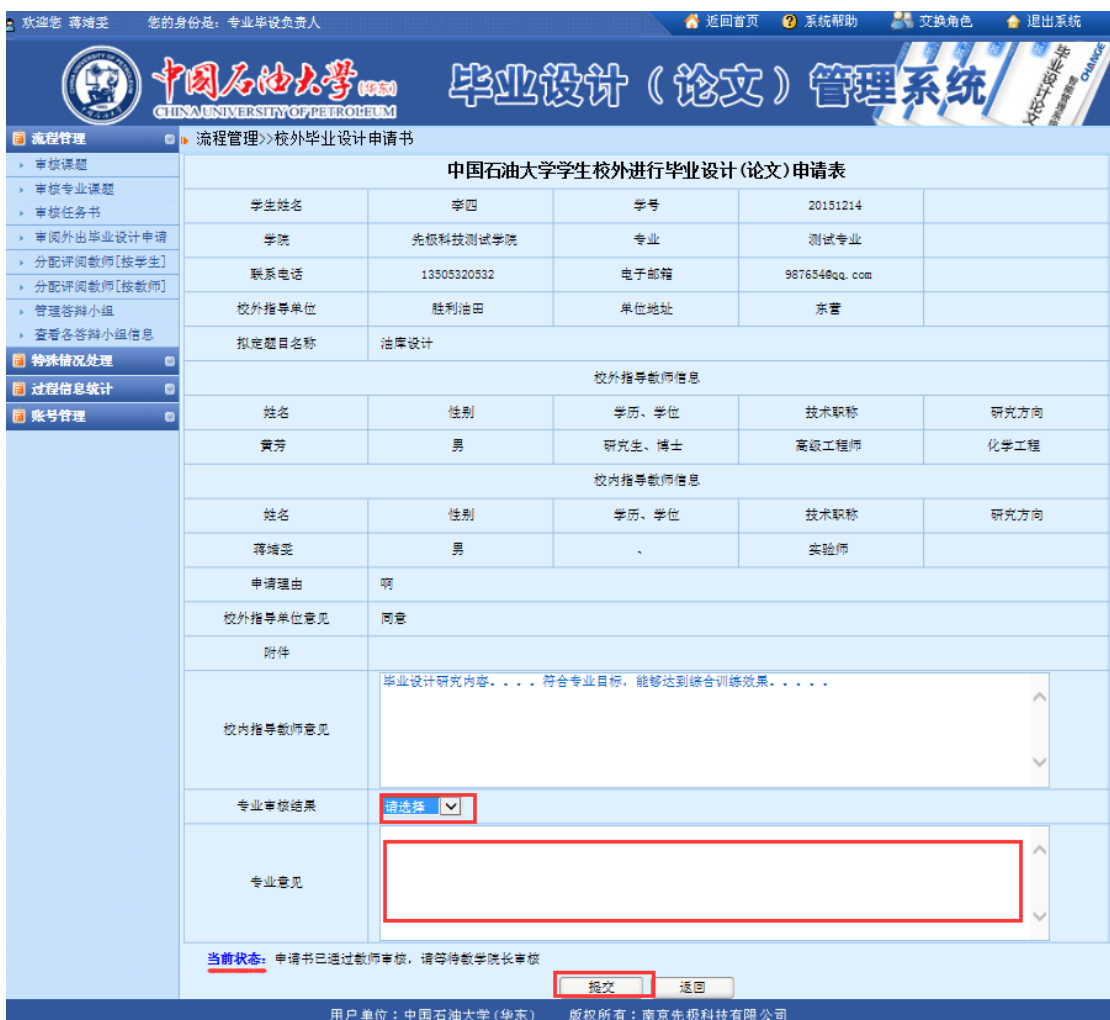 欢迎您 蒋堵雯 您的身份是：专业毕设负责人 返回首页 系统帮助 交换角色 退出系统
中国石油大学(华东)
CHINA UNIVERSITY OF PETROLEUM
毕业设计（论文）管理系统
流程管理
审核课题
审核专业课题
审核任务书
审阅外出毕业设计申请
分配评阅教师[按学生]
分配评阅教师[按教师]
管理答辩小组
查看各答辩小组信息
特殊情况处理
过程信息统计
账号管理
流程管理>>校外毕业设计申请书
中国石油大学学生校外进行毕业设计(论文)申请表
学生姓名 李四 学号 20151214
学院 先极科技测试学院 专业 测试专业
联系电话 13505320532 电子邮箱 987654@qq.com
校外指导单位 胜利油田 单位地址 东营
拟定题目名称 油库设计
校外指导教师信息
姓名 性别 学历、学位 技术职称 研究方向
黄芳 男 研究生、博士 高级工程师 化学工程
校内指导教师信息
姓名 性别 学历、学位 技术职称 研究方向
蒋堵雯 男 、 实验师
申请理由 啊
校外指导单位意见 同意
附件
校内指导教师意见 毕业设计研究内容．．．．符合专业目标，能够达到综合训练效果．．．．．
专业审核结果 请选择
专业意见
当前状态：申请书已通过教师审核，请等待教学院长审核
提交 返回
用户单位：中国石油大学(华东) 版权所有：南京先极科技有限公司